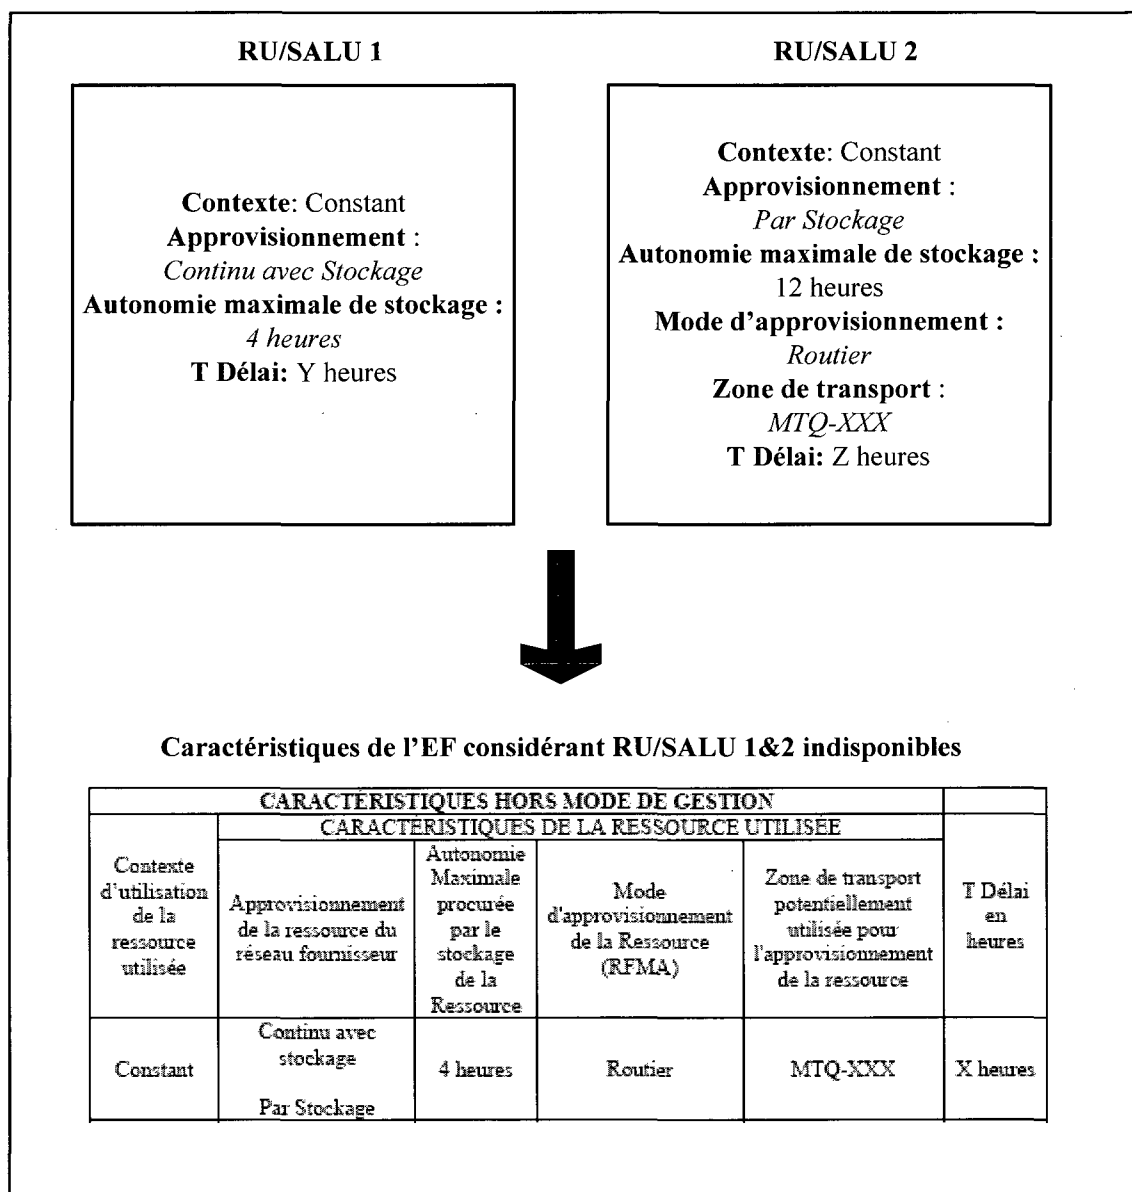 RU/SALU 1
Contexte: Constant
Approvisionnement :
Continu avec Stockage
Autonomie maximale de stockage :
4 heures
T Délai: Y heures
RU/SALU 2
Contexte: Constant
Approvisionnement :
Par Stockage
Autonomie maximale de stockage :
12 heures
Mode d'approvisionnement :
Routier
Zone de transport :
MTQ-XXX
T Délai: Z heures
Caractéristiques de l'EF considérant RU/SALU 1&2 indisponibles
CARACTERISTIQUES HORS MODE DE GESTION
CARACTERISTIQUES DE LA RESSOURCE UTILISEE
Contexte
d'utilisation
de la
ressource
utilisée
Approvisionnement
de la ressource du
réseau fournisseur
Autonomie
Maximale
procurée
par le
stockage
de la
Ressource
Mode
d'approvisionnement
de la Ressource
(RFMA)
Zone de transport
potentiellement
utilisée pour
l'approvisionnement
de la ressource
T Délai
en
heures
Constant
Continu avec
stockage
Par Stockage
4 heures
Routier
MTQ-XXX
X heures